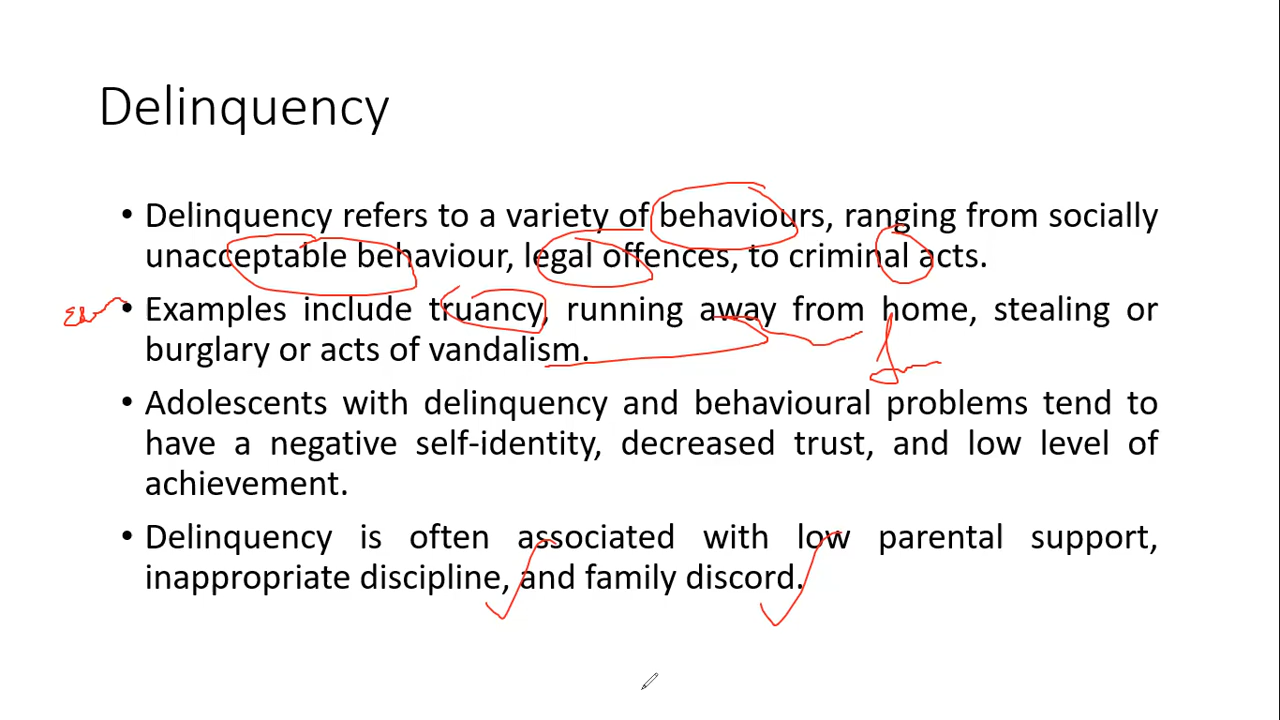 Delinquency
• Delinquency refers to a variety of behaviours, ranging from socially
unacceptable behaviour, legal offences, to criminal acts.
• Examples include truancy, running away from home, stealing or
burglary or acts of vandalism.
• Adolescents with delinquency and behavioural problems tend to
have a negative self-identity, decreased trust, and low level of
achievement.
• Delinquency is often associated with low parental support,
inappropriate discipline, and family discord.